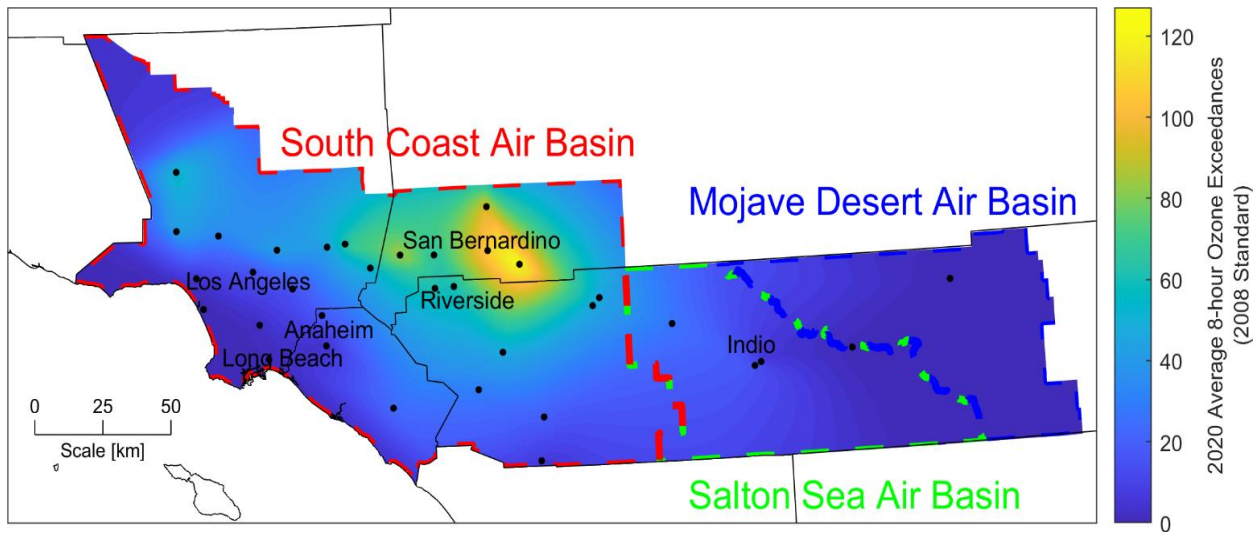 South Coast Air Basin
Mojave Desert Air Basin
San Bernardino
Los Angeles
Riverside
Anaheim
Indio
Long Beach
0 25 50
Scale [km]
Salton Sea Air Basin
120
100
80
60
40
20
0
2020 Average 8-hour Ozone Exceedances
(2008 Standard)